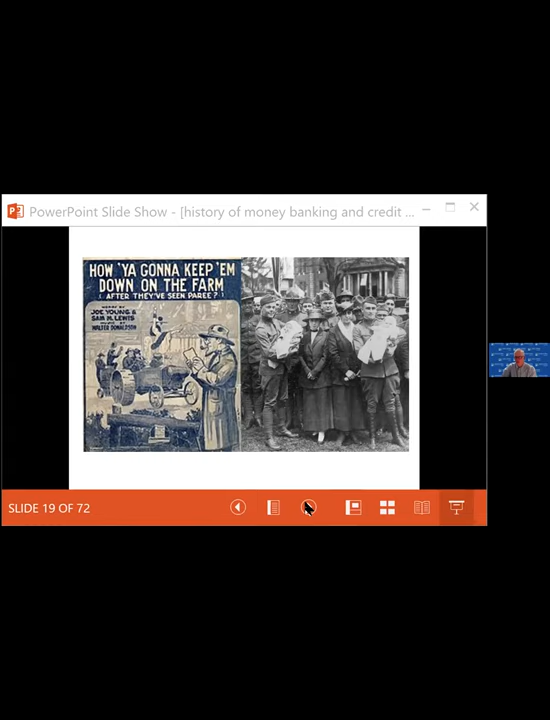 PowerPoint Slide Show - [history of money banking and credit ...
HOW 'YA GONNA KEEP 'EM
DOWN ON THE FARM
(AFTER THEY'VE SEEN PAREE?)
JOE YOUNG &
SAM M. LEWIS
WALTER DONALDSON
SLIDE 19 OF 72